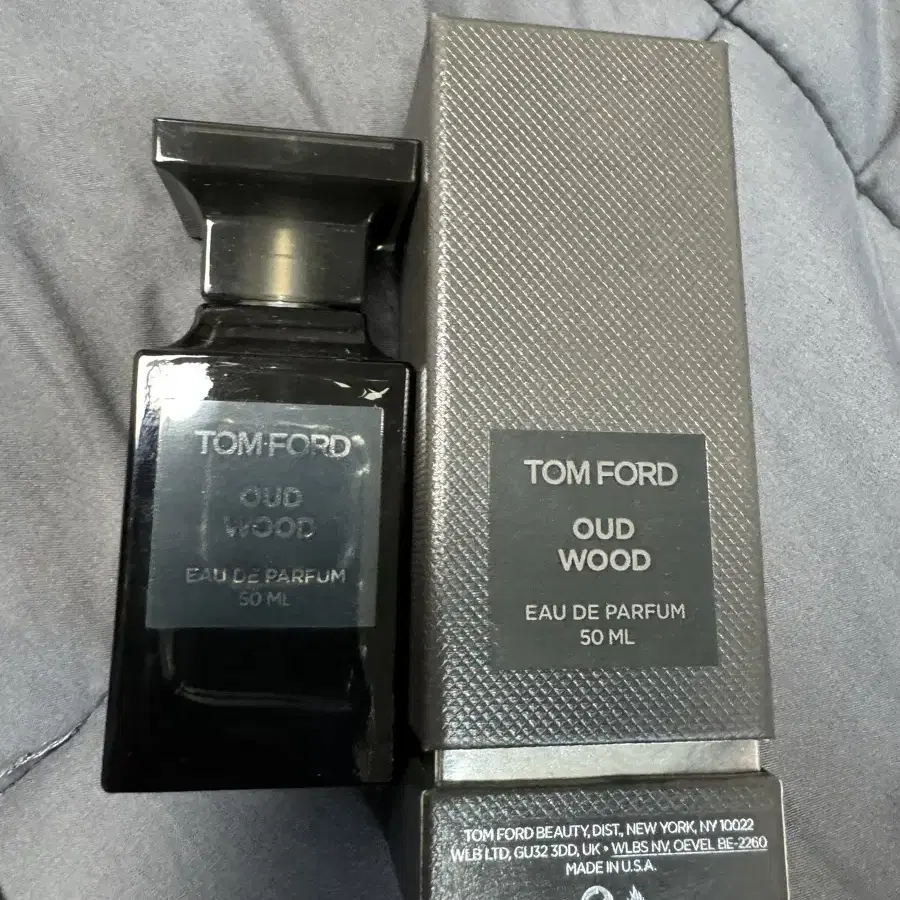 TOM FORD
OUD
WOOD
EAU DE PARFUM
50 ML
TOM FORD
OUD
WOOD
EAU DE PARFUM
50 ML
TOM FORD BEAUTY, DIST., NEW YORK, NY 10022
WLB LTD, GU32 3DD, UK • WLBS NV, OEVEL BE-2260
MADE IN U.S.A.